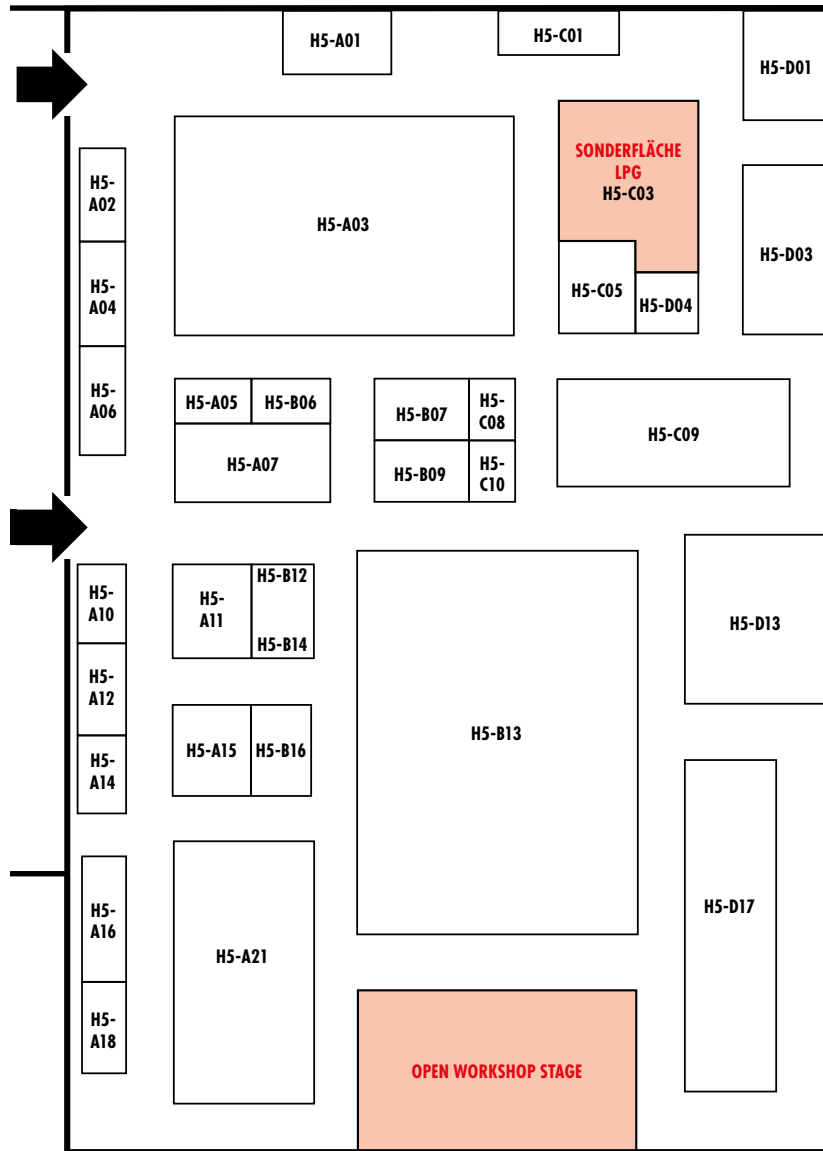 H5-A01
H5-C01
H5-D01
SONDERFLÄCHE
LPG
H5-C03
H5-
A02
H5-A03
H5-D03
H5-
A04
H5-C05
H5-D04
H5-
A06
H5-A05
H5-B06
H5-B07
H5-
C08
H5-C09
H5-A07
H5-B09
H5-
C10
H5-
A10
H5-
A11
H5-B12
H5-B14
H5-D13
H5-
A12
H5-B13
H5-A15
H5-B16
H5-
A14
H5-
A16
H5-D17
H5-A21
H5-
A18
OPEN WORKSHOP STAGE